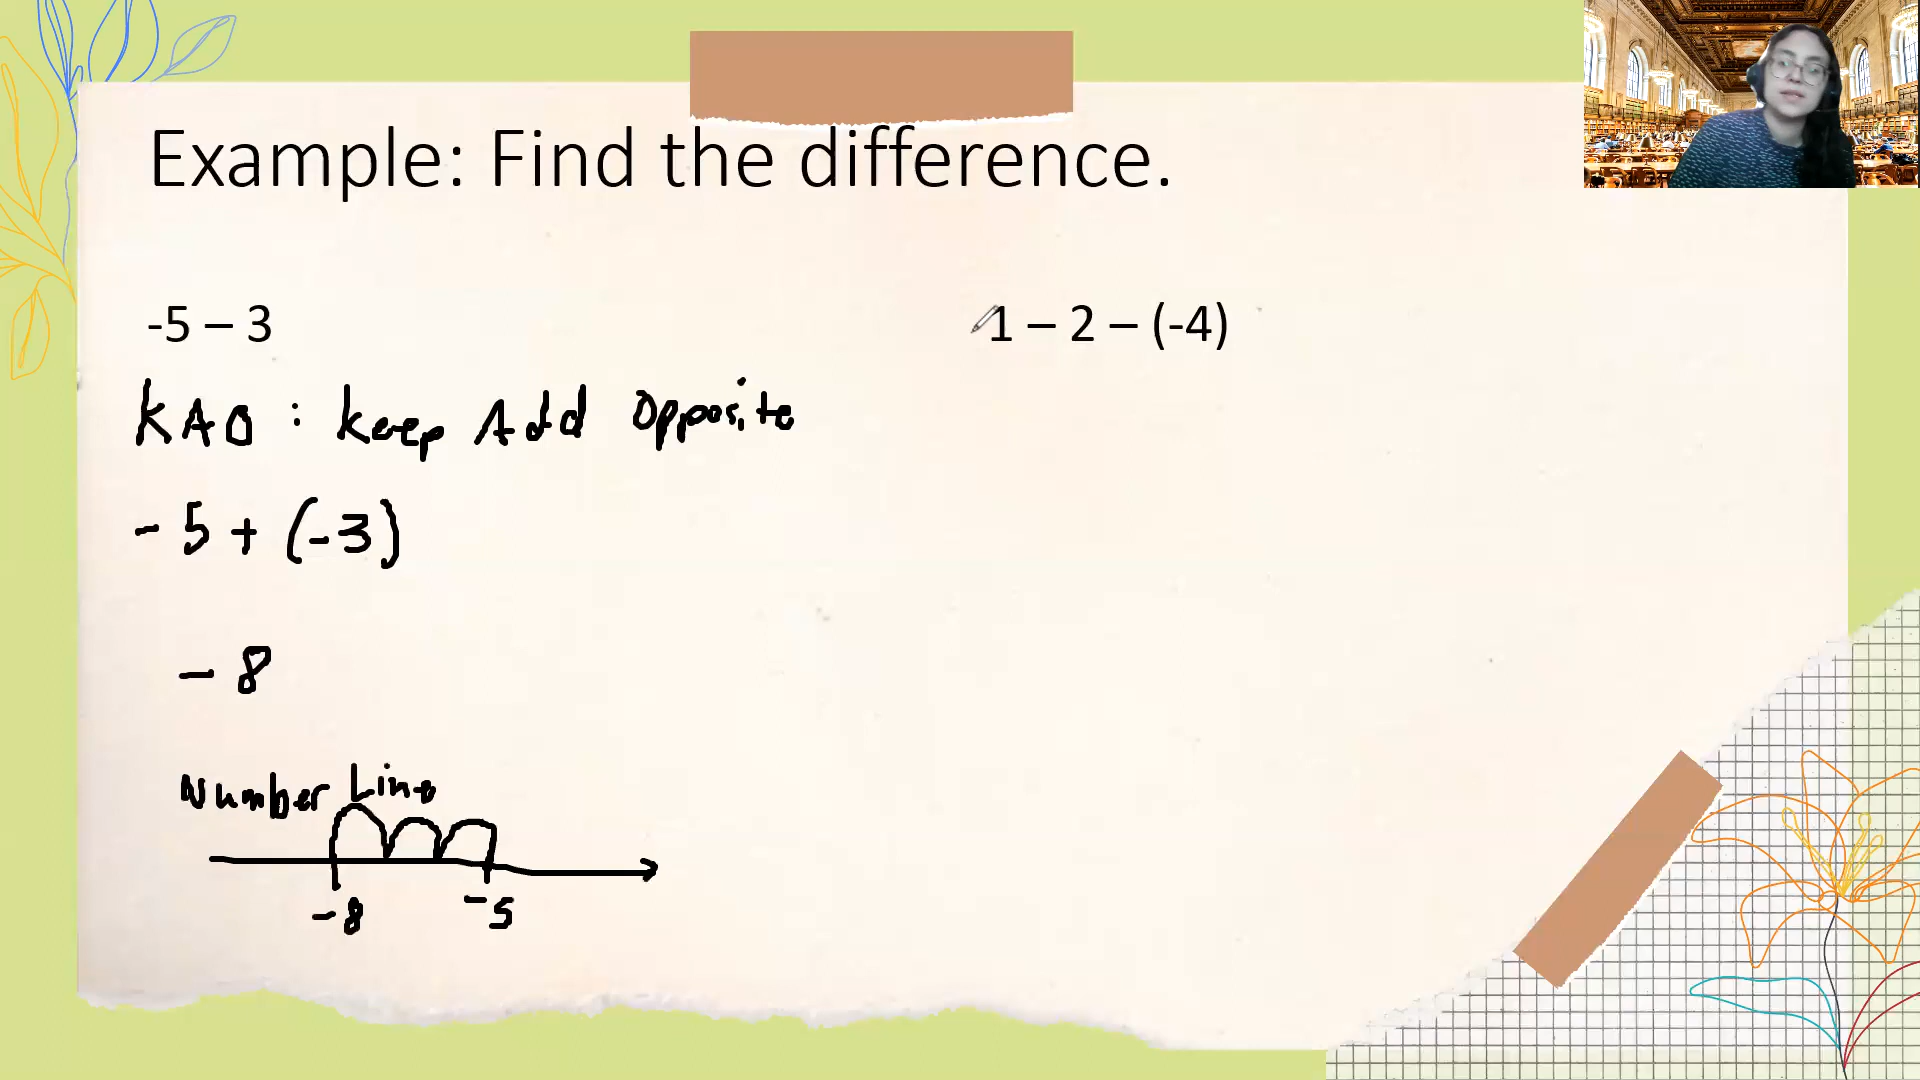 Example: Find the difference.
-5 – 3
KAO : Keep Add Opposite
- 5 + (-3)
- 8
Number Line
-8 -5
1 – 2 – (-4)